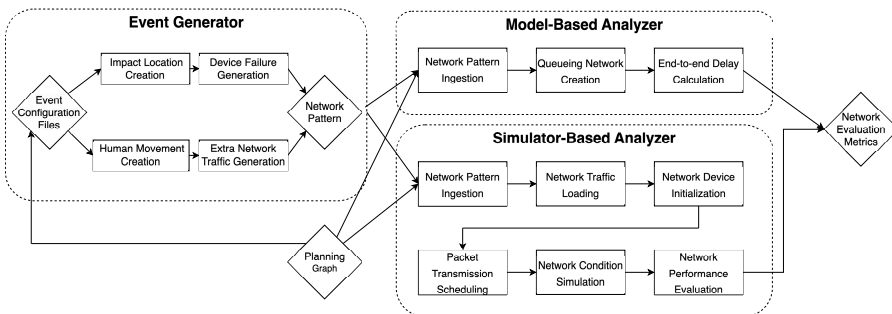 Event Generator
Impact Location
Creation
Device Failure
Generation
Event
Configuration
Files
Network
Pattern
Human Movement
Creation
Extra Network
Traffic Generation
Planning
Graph
Model-Based Analyzer
Network Pattern
Ingestion
Queueing Network
Creation
End-to-end Delay
Calculation
Simulator-Based Analyzer
Network Pattern
Ingestion
Network Traffic
Loading
Network Device
Initialization
Packet
Transmission
Scheduling
Network Condition
Simulation
Network
Performance
Evaluation
Network
Evaluation
Metrics